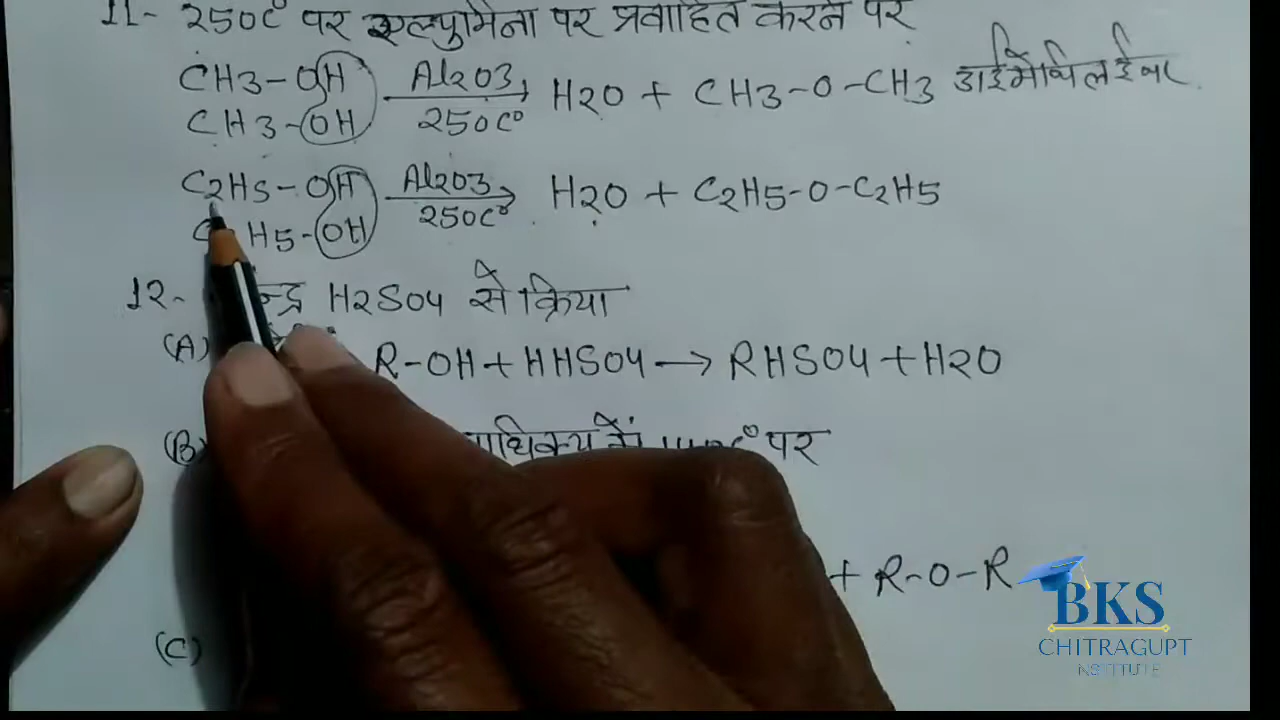 11- 250C° पर एल्युमिना पर प्रवाहित करने पर
CH3-OH Al2O3 H2O + CH3-O-CH3 डाईमेथिल ईथर
CH3-OH 250C°
C2H5-OH Al2O3 H2O + C2H5-O-C2H5
H5-OH 250C°
12- न्द्र H2SO4 से क्रिया
(A) R-OH + HHSO4 → RHSO4 + H2O
(B) पर
+ R-O-R
(C)
BKS
CHITRAGUPT
INSTITUTE